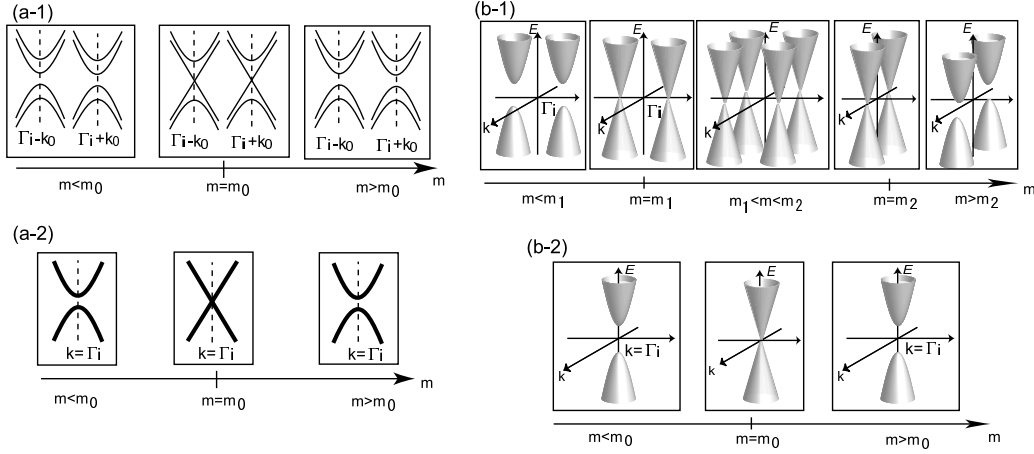 (a-1)
Γi-k0 Γi+k0
Γi-k0 Γi+k0
Γi-k0 Γi+k0
m<m0 m=m0 m>m0 m
(a-2)
k=Γi
k=Γi
k=Γi
m<m0 m=m0 m>m0 m
(b-1)
E
k Γi
k Γi
k
k
k
m<m1 m=m1 m1<m<m2 m=m2 m>m2 m
(b-2)
E
k k=Γi
E
k
E
k k=Γi
m<m0 m=m0 m>m0 m